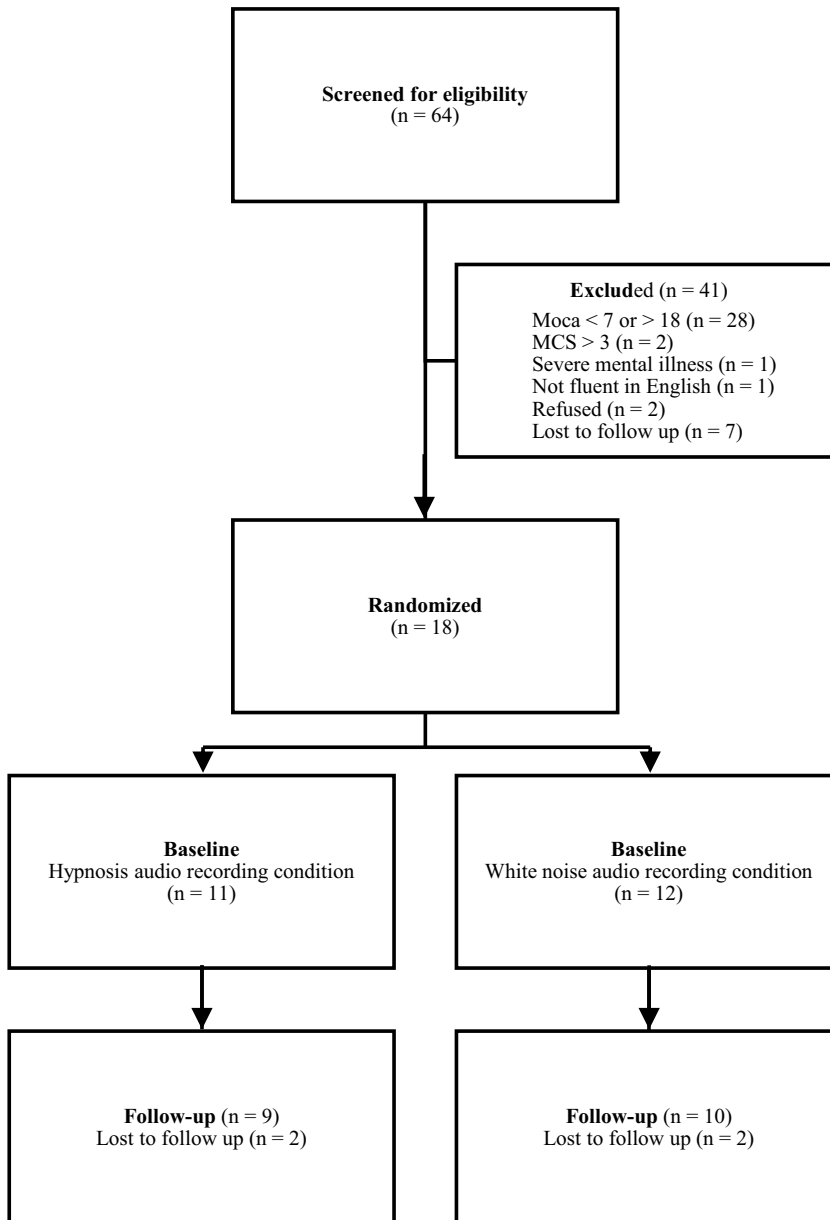 Screened for eligibility
(n = 64)
Excluded (n = 41)
Moca < 7 or > 18 (n = 28)
MCS > 3 (n = 2)
Severe mental illness (n = 1)
Not fluent in English (n = 1)
Refused (n = 2)
Lost to follow up (n = 7)
Randomized
(n = 18)
Baseline
Hypnosis audio recording condition
(n = 11)
Baseline
White noise audio recording condition
(n = 12)
Follow-up (n = 9)
Lost to follow up (n = 2)
Follow-up (n = 10)
Lost to follow up (n = 2)